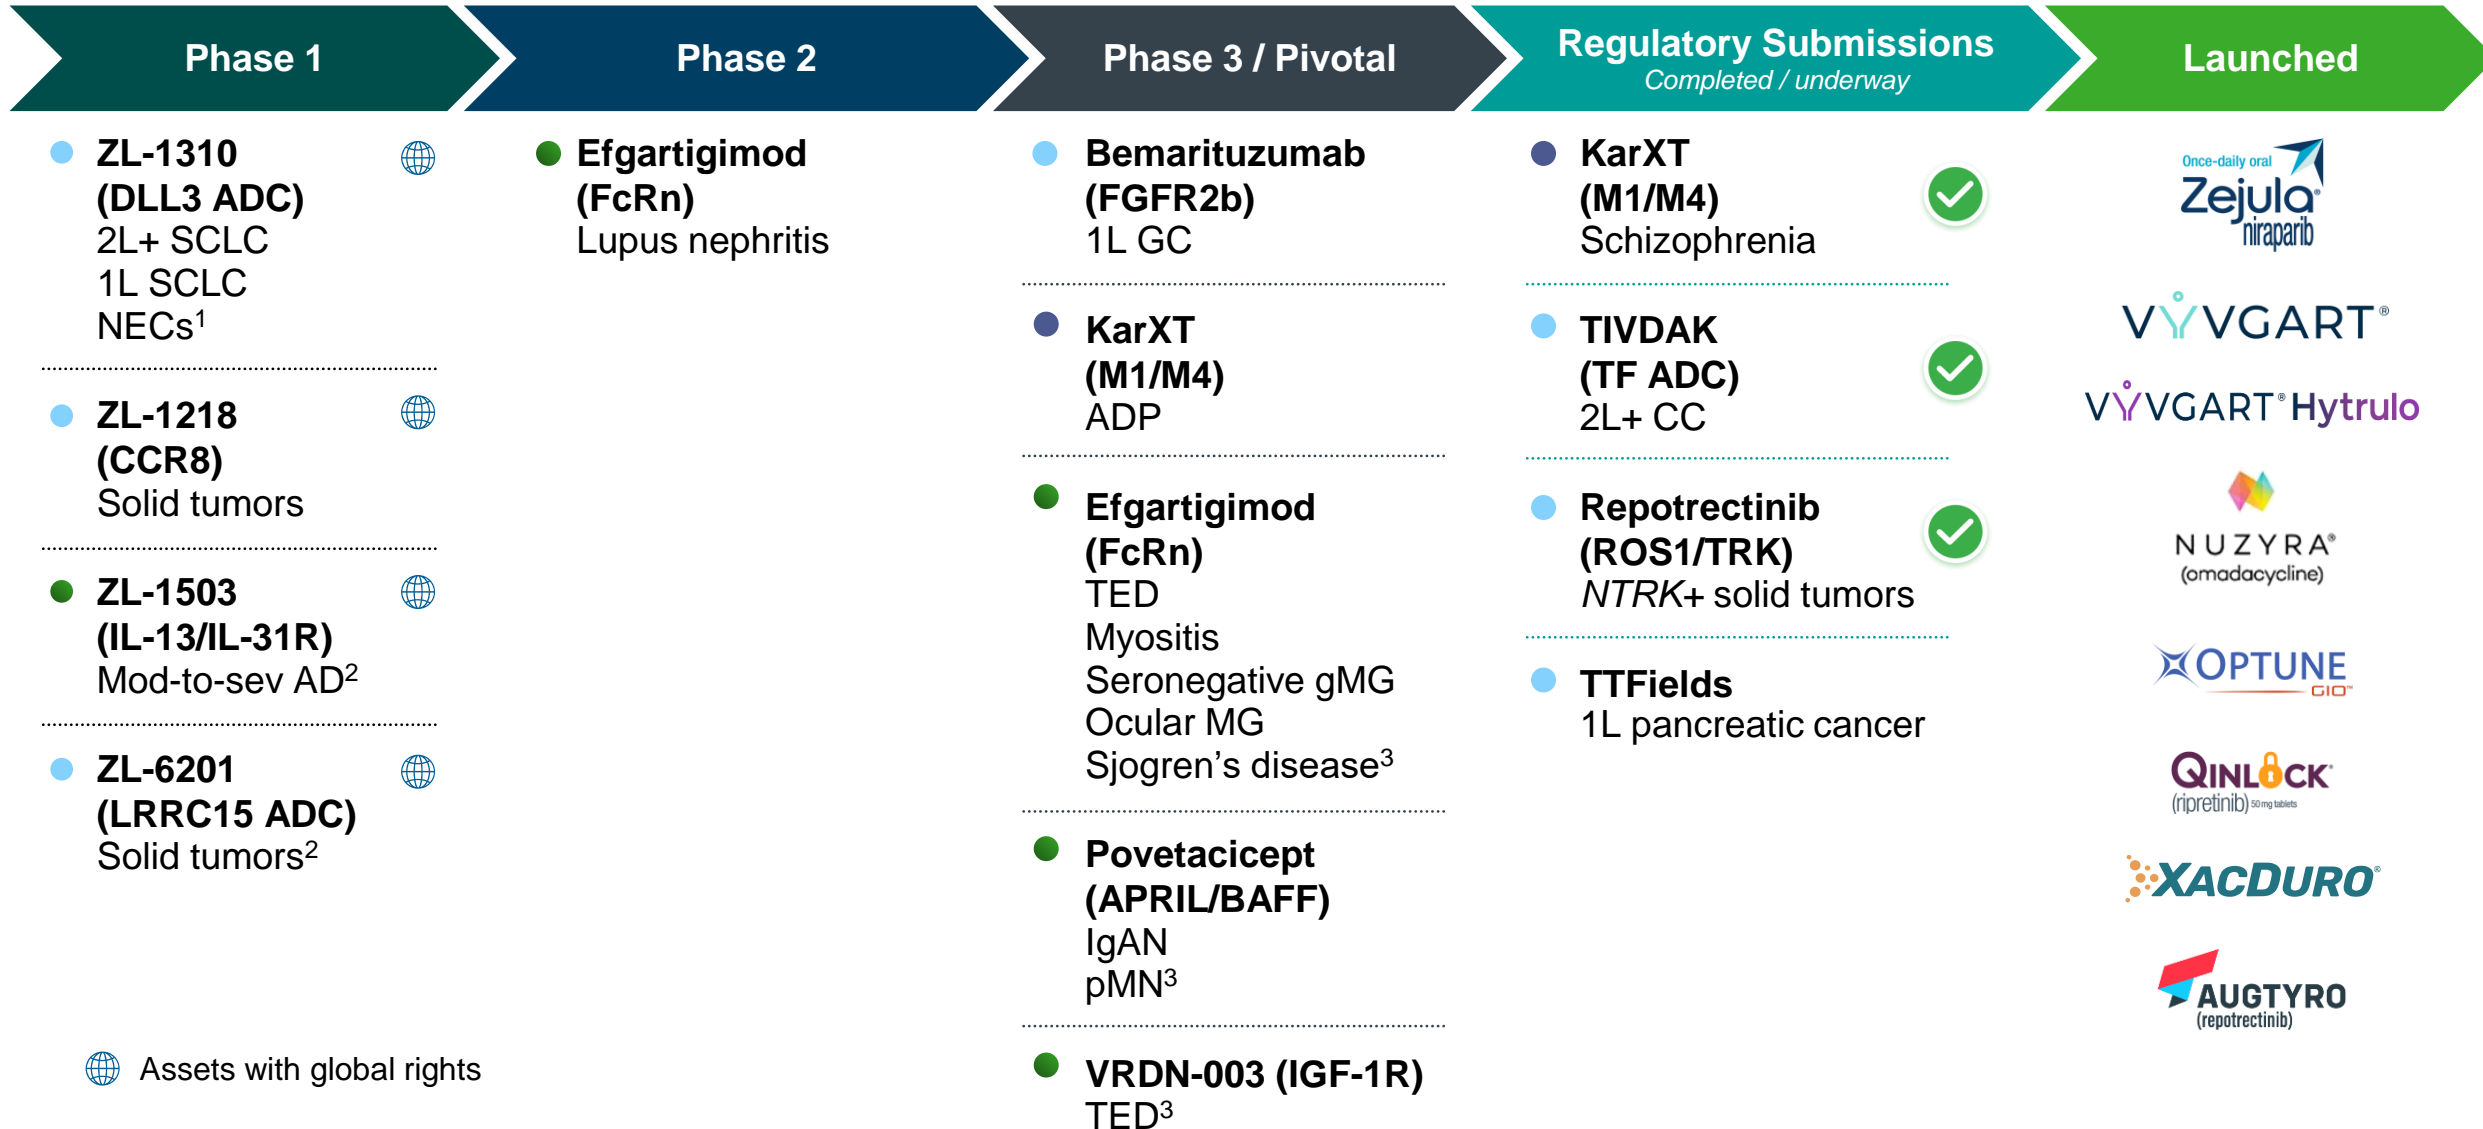 Phase 1
Phase 2
Phase 3 / Pivotal
Regulatory Submissions
Completed / underway
Launched
ZL-1310
(DLL3 ADC)
2L+ SCLC
1L SCLC
NECs1
ZL-1218
(CCR8)
Solid tumors
ZL-1503
(IL-13/IL-31R)
Mod-to-sev AD2
ZL-6201
(LRRC15 ADC)
Solid tumors2
Assets with global rights
Efgartigimod
(FcRn)
Lupus nephritis
Bemarituzumab
(FGFR2b)
1L GC
KarXT
(M1/M4)
ADP
Efgartigimod
(FcRn)
TED
Myositis
Seronegative gMG
Ocular MG
Sjogren’s disease3
Povetacicept
(APRIL/BAFF)
IgAN
pMN3
VRDN-003 (IGF-1R)
TED3
KarXT
(M1/M4)
Schizophrenia
TIVDAK
(TF ADC)
2L+ CC
Repotrectinib
(ROS1/TRK)
NTRK+ solid tumors
TTFields
1L pancreatic cancer
Once-daily oral
Zejula®
niraparib
VYVGART®
VYVGART® Hytrulo
NUZYRA®
(omadacycline)
OPTUNE
GIO™
QINLOCK
(ripretinib) 50 mg tablets
XACDURO®
AUGTYRO
(repotrectinib)